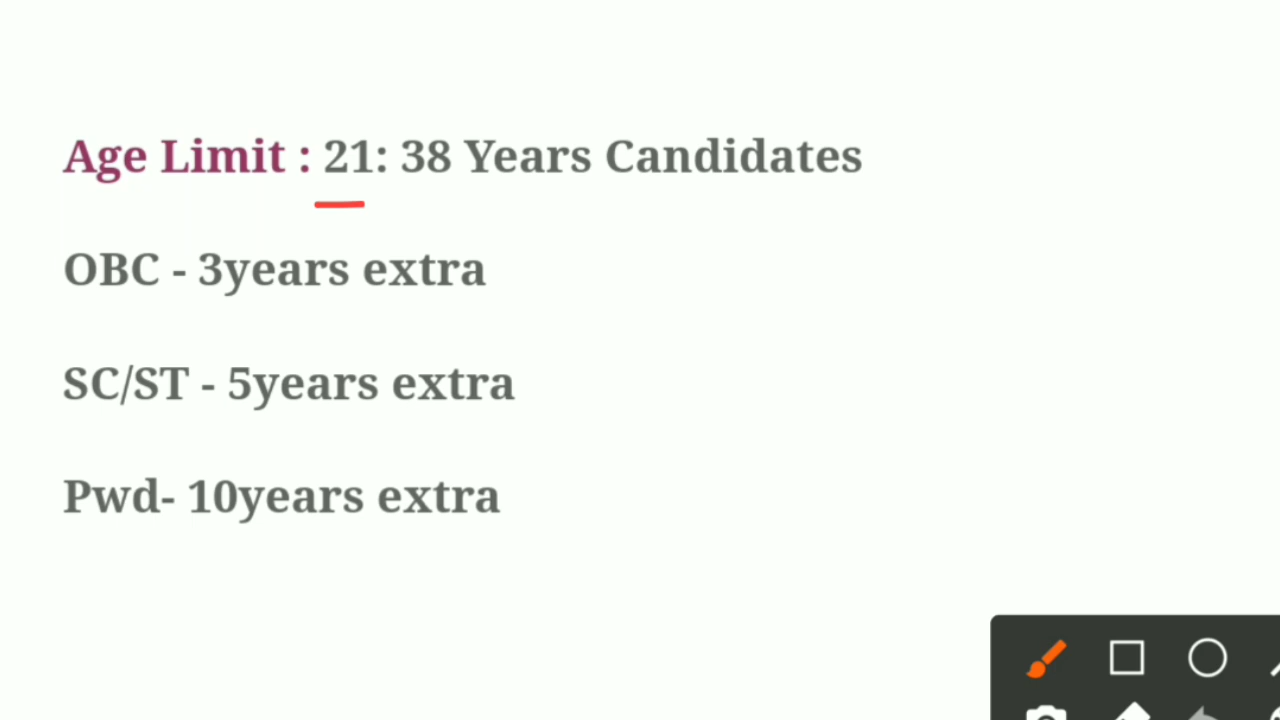 Age Limit : 21: 38 Years Candidates
OBC - 3years extra
SC/ST - 5years extra
Pwd- 10years extra